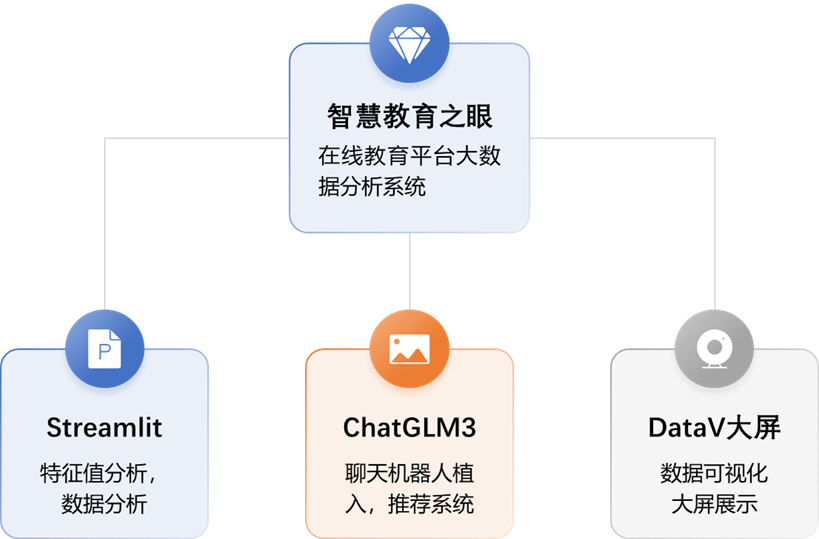 智慧教育之眼
在线教育平台大数
据分析系统
P
Streamlit
特征值分析，
数据分析
ChatGLM3
聊天机器人植
入，推荐系统
DataV大屏
数据可视化
大屏展示